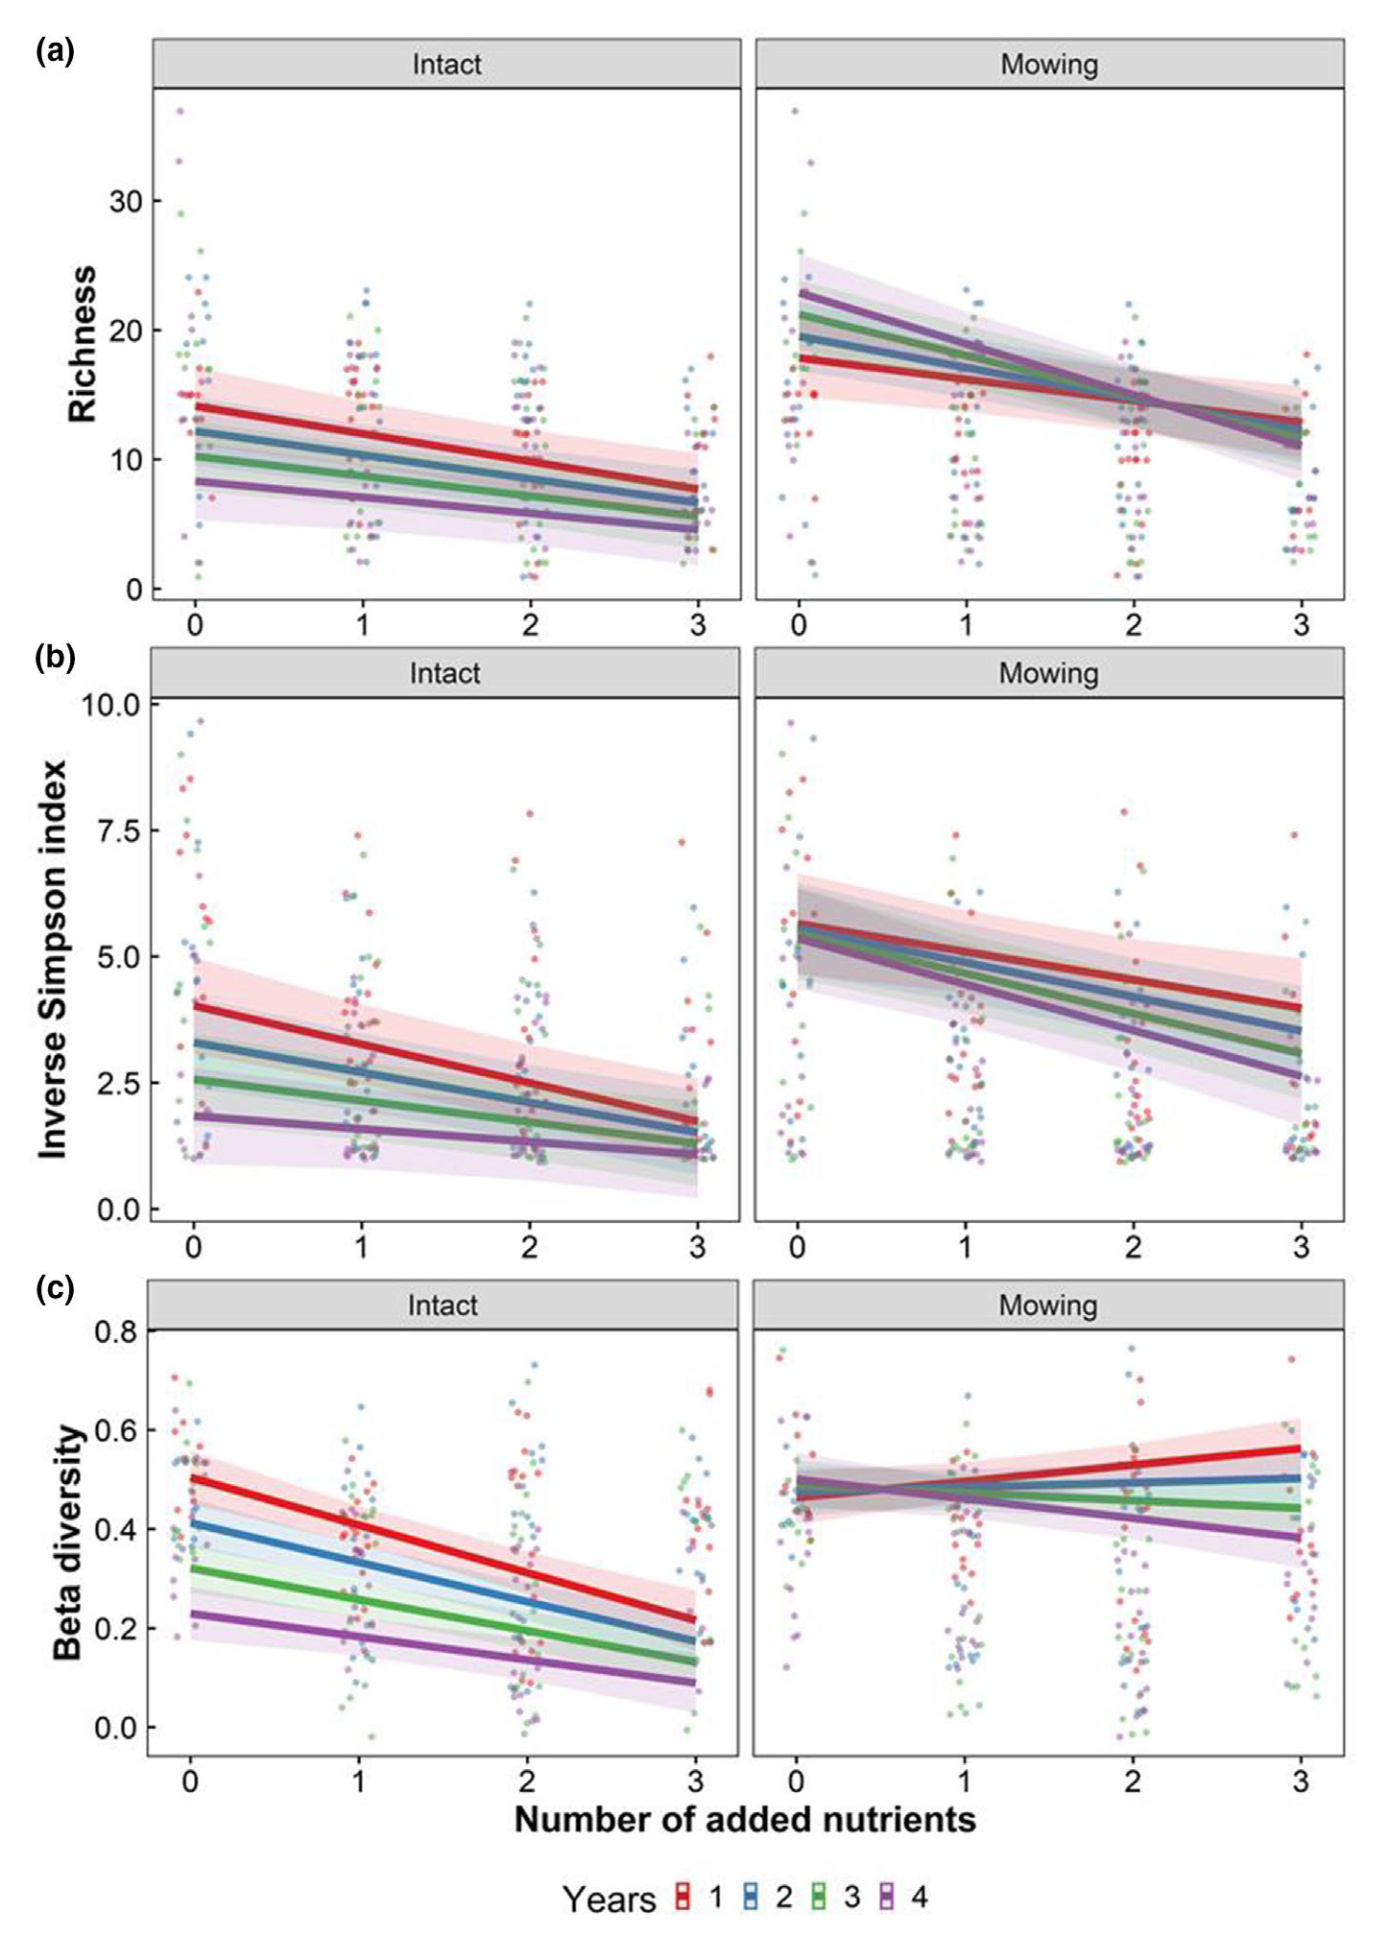 (a)
Intact Mowing
Richness
30
20
10
0
0 1 2 3 0 1 2 3
(b)
Intact Mowing
Inverse Simpson index
10.0
7.5
5.0
2.5
0.0
0 1 2 3 0 1 2 3
(c)
Intact Mowing
Beta diversity
0.8
0.6
0.4
0.2
0.0
0 1 2 3 0 1 2 3
Number of added nutrients
Years 1 2 3 4